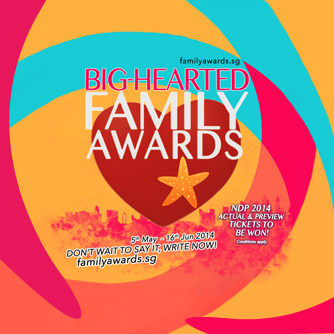 familyawards.sg
BIG-HEARTED
FAMILY
AWARDS
NDP 2014
ACTUAL & PREVIEW
TICKETS TO
BE WON!
Conditions apply
5th May - 16th Jun 2014
DON'T WAIT TO SAY IT, WRITE NOW!
familyawards.sg